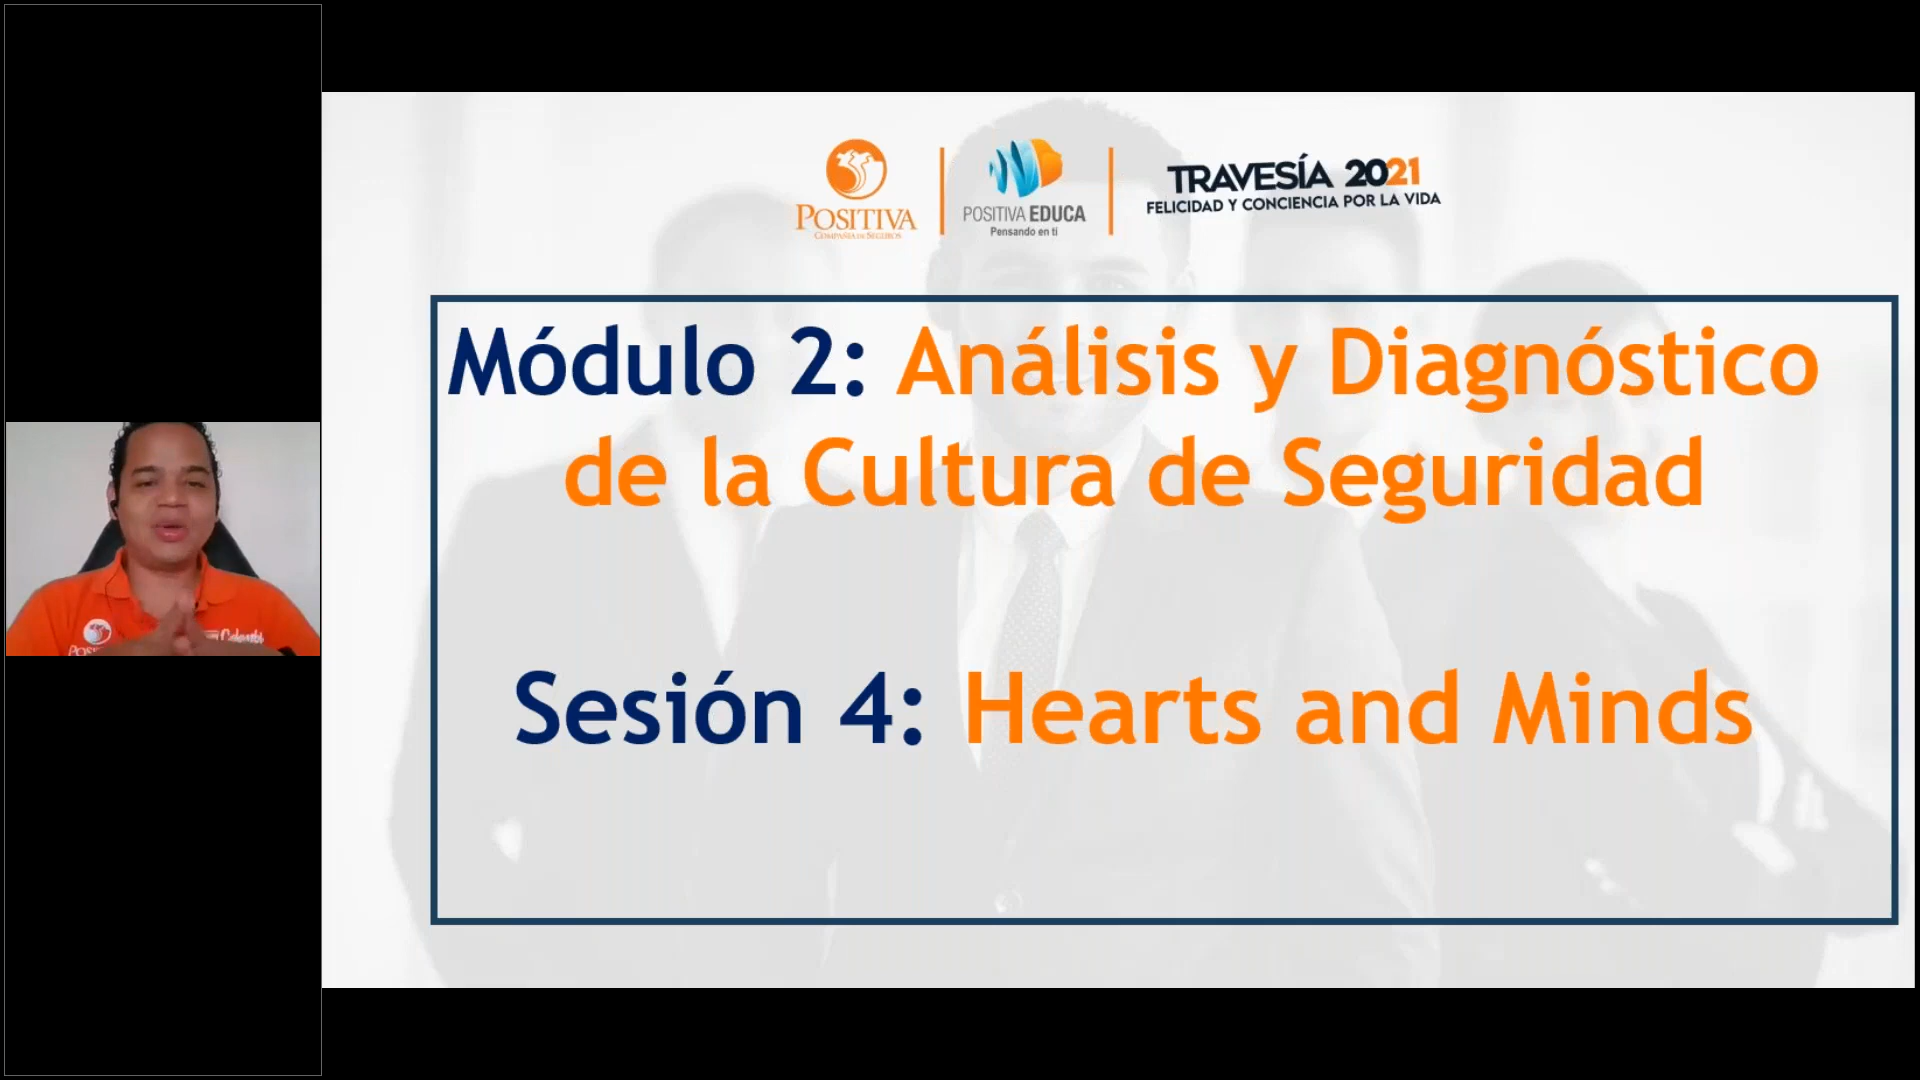 POSITIVA
COMPAÑÍA DE SEGUROS
POSITIVA EDUCA
Pensando en ti
TRAVESÍA 2021
FELICIDAD Y CONCIENCIA POR LA VIDA
Módulo 2: Análisis y Diagnóstico
de la Cultura de Seguridad
Sesión 4: Hearts and Minds